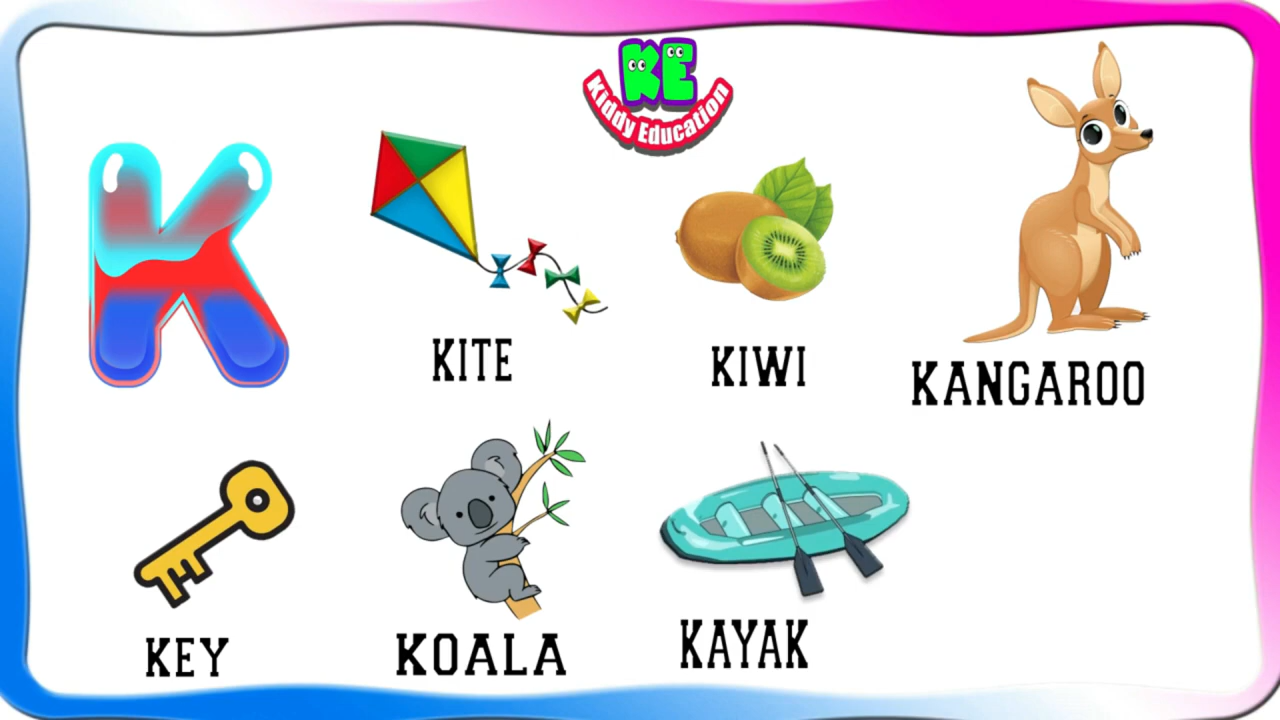 KE
Kiddy Education
K
KITE
KIWI
KANGAROO
KEY
KOALA
KAYAK